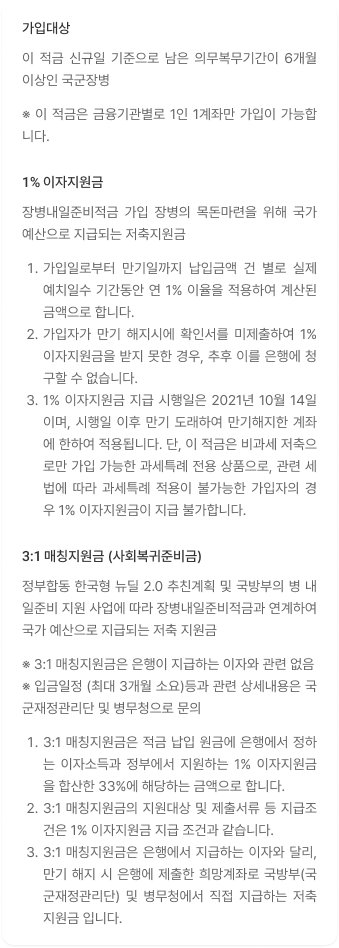 가입대상
이 적금 신규일 기준으로 남은 의무복무기간이 6개월
이상인 국군장병
※ 이 적금은 금융기관별로 1인 1계좌만 가입이 가능합
니다.
1% 이자지원금
장병내일준비적금 가입 장병의 목돈마련을 위해 국가
예산으로 지급되는 저축지원금
1. 가입일로부터 만기일까지 납입금액 건 별로 실제
예치일수 기간동안 연 1% 이율을 적용하여 계산된
금액으로 합니다.
2. 가입자가 만기 해지시에 확인서를 미제출하여 1%
이자지원금을 받지 못한 경우, 추후 이를 은행에 청
구할 수 없습니다.
3. 1% 이자지원금 지급 시행일은 2021년 10월 14일
이며, 시행일 이후 만기 도래하여 만기해지한 계좌
에 한하여 적용됩니다. 단, 이 적금은 비과세 저축으
로만 가입 가능한 과세특례 전용 상품으로, 관련 세
법에 따라 과세특례 적용이 불가능한 가입자의 경
우 1% 이자지원금이 지급 불가합니다.
3:1 매칭지원금 (사회복귀준비금)
정부합동 한국형 뉴딜 2.0 추친계획 및 국방부의 병 내
일준비 지원 사업에 따라 장병내일준비적금과 연계하여
국가 예산으로 지급되는 저축 지원금
※ 3:1 매칭지원금은 은행이 지급하는 이자와 관련 없음
※ 입금일정 (최대 3개월 소요)등과 관련 상세내용은 국
군재정관리단 및 병무청으로 문의
1. 3:1 매칭지원금은 적금 납입 원금에 은행에서 정하
는 이자소득과 정부에서 지원하는 1% 이자지원금
을 합산한 33%에 해당하는 금액으로 합니다.
2. 3:1 매칭지원금의 지원대상 및 제출서류 등 지급조
건은 1% 이자지원금 지급 조건과 같습니다.
3. 3:1 매칭지원금은 은행에서 지급하는 이자와 달리,
만기 해지 시 은행에 제출한 희망계좌로 국방부(국
군재정관리단) 및 병무청에서 직접 지급하는 저축
지원금 입니다.